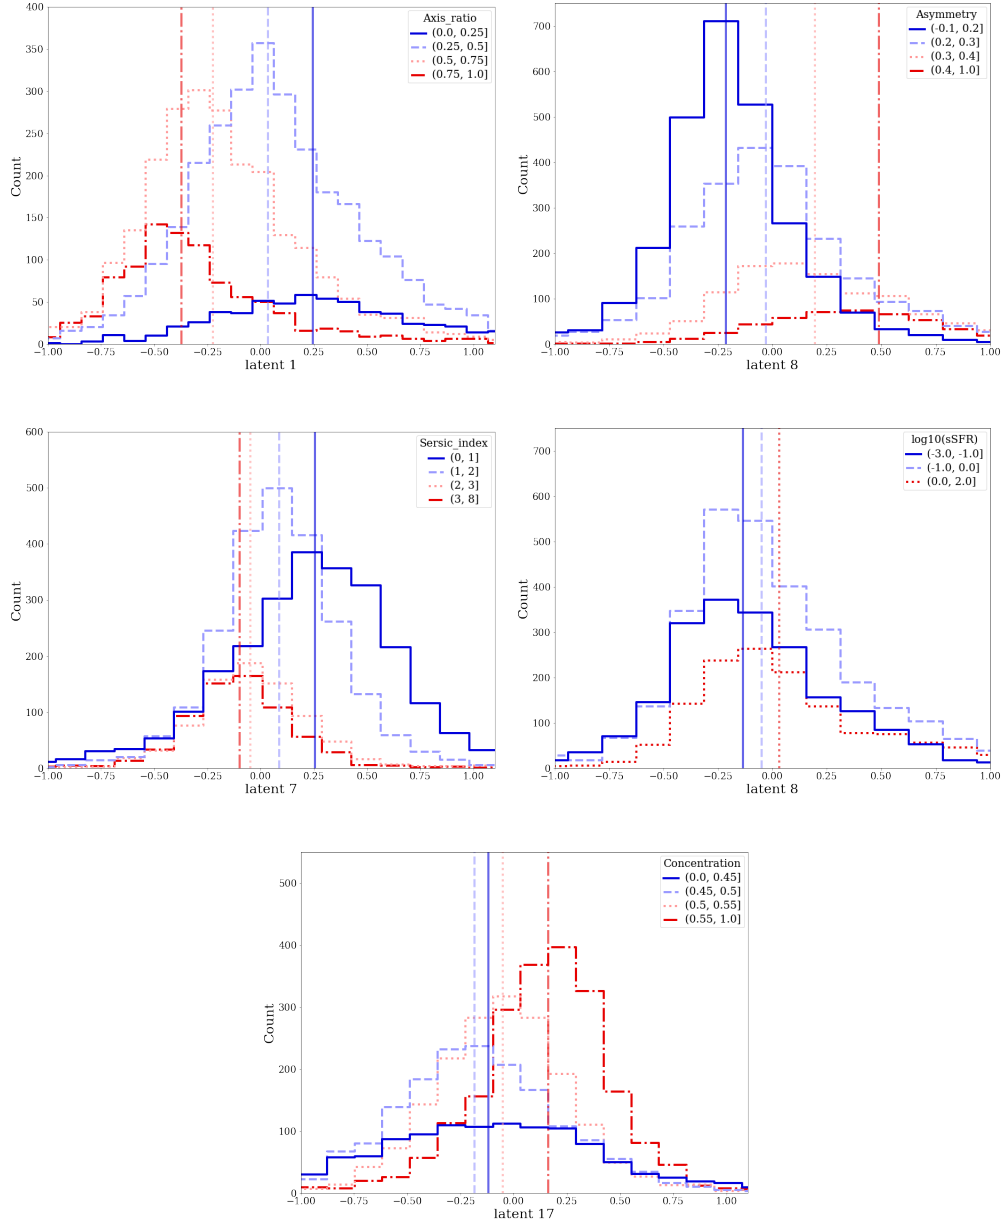 Axis_ratio
(0.0, 0.25]
(0.25, 0.5]
(0.5, 0.75]
(0.75, 1.0]
400
350
300
250
200
150
100
50
0
Count
−1.00 −0.75 −0.50 −0.25 0.00 0.25 0.50 0.75 1.00
latent 1
Asymmetry
(-0.1, 0.2]
(0.2, 0.3]
(0.3, 0.4]
(0.4, 1.0]
700
600
500
400
300
200
100
0
Count
−1.00 −0.75 −0.50 −0.25 0.00 0.25 0.50 0.75 1.00
latent 8
Sersic_index
(0, 1]
(1, 2]
(2, 3]
(3, 8]
600
500
400
300
200
100
0
Count
−1.00 −0.75 −0.50 −0.25 0.00 0.25 0.50 0.75 1.00
latent 7
log10(sSFR)
(-3.0, -1.0]
(-1.0, 0.0]
(0.0, 2.0]
700
600
500
400
300
200
100
0
Count
−1.00 −0.75 −0.50 −0.25 0.00 0.25 0.50 0.75 1.00
latent 8
Concentration
(0.0, 0.45]
(0.45, 0.5]
(0.5, 0.55]
(0.55, 1.0]
500
400
300
200
100
0
Count
−1.00 −0.75 −0.50 −0.25 0.00 0.25 0.50 0.75 1.00
latent 17